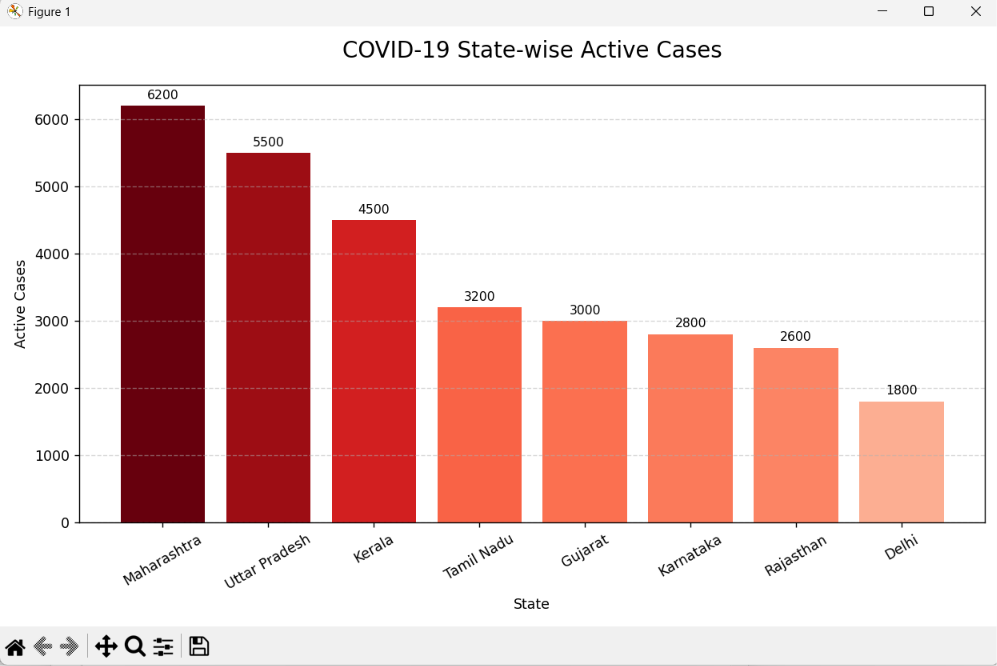 Figure 1
COVID-19 State-wise Active Cases
Active Cases
6000
5000
4000
3000
2000
1000
0
6200
5500
4500
3200
3000
2800
2600
1800
Maharashtra
Uttar Pradesh
Kerala
Tamil Nadu
Gujarat
Karnataka
Rajasthan
Delhi
State